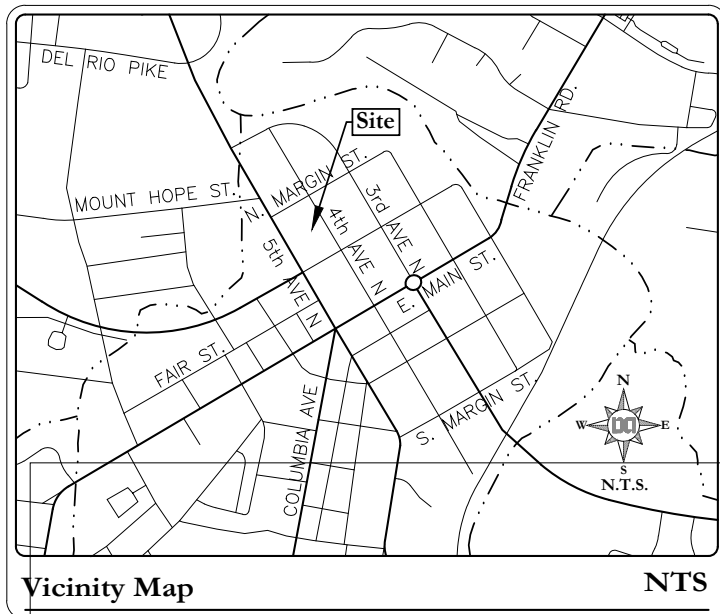 DEL RIO PIKE
Site
FRANKLIN RD.
MOUNT HOPE ST.
N. MARGIN ST.
3rd AVE N
4th AVE N
5th AVE N
E. MAIN ST.
FAIR ST.
COLUMBIA AVE
S. MARGIN ST.
N
W E
S
N.T.S.
Vicinity Map NTS